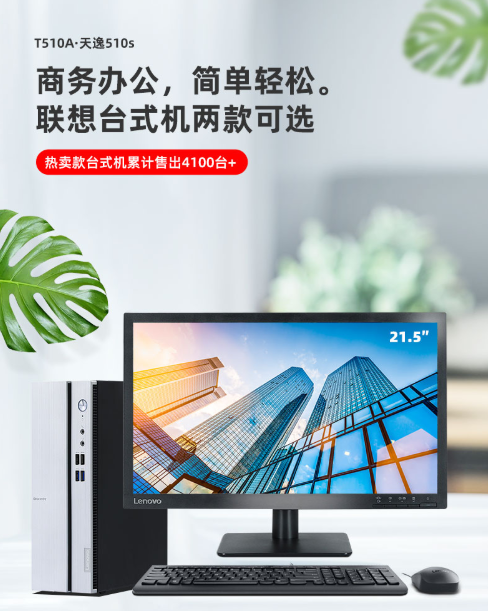 T510A·天逸510s
商务办公，简单轻松。
联想台式机两款可选
热卖款台式机累计售出4100台+
21.5”
Lenovo